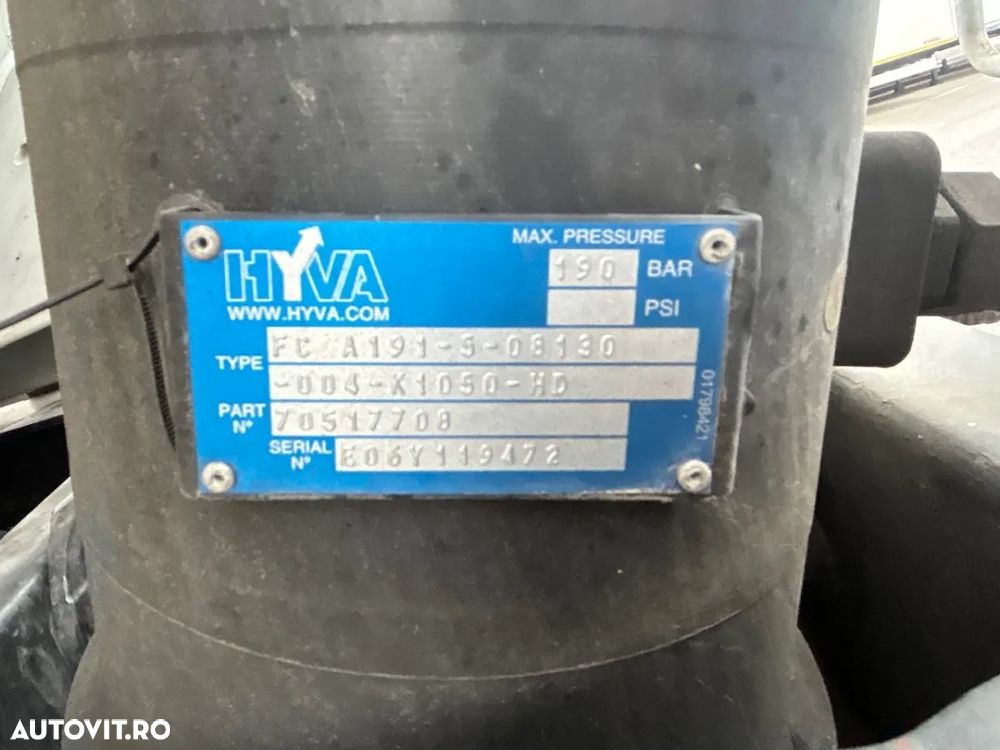 HYVA
WWW.HYVA.COM
MAX. PRESSURE
190 BAR
PSI
TYPE FC A191-5-08130
-004-K1050-HD
PART N° 70517708
SERIAL N° E06Y119472
01798421
AUTOVIT.RO